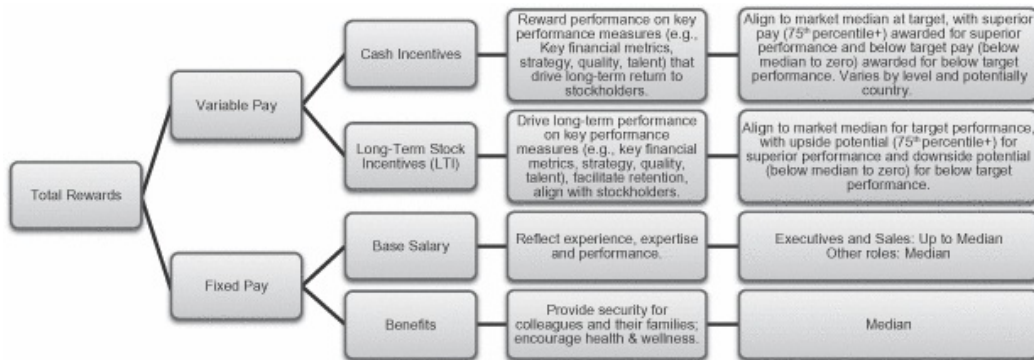 Total Rewards
Variable Pay
Cash Incentives
Reward performance on key
performance measures (e.g.,
Key financial metrics,
strategy, quality, talent) that
drive long-term return to
stockholders.
Align to market median at target, with superior
pay (75th percentile+) awarded for superior
performance and below target pay (below
median to zero) awarded for below target
performance. Varies by level and potentially
country.
Long-Term Stock
Incentives (LTI)
Drive long-term performance
on key performance
measures (e.g., key financial
metrics, strategy, quality,
talent), facilitate retention,
align with stockholders.
Align to market median for target performance,
with upside potential (75th percentile+) for
superior performance and downside potential
(below median to zero) for below target
performance.
Fixed Pay
Base Salary
Reflect experience, expertise
and performance.
Executives and Sales: Up to Median
Other roles: Median
Benefits
Provide security for
colleagues and their families;
encourage health & wellness.
Median